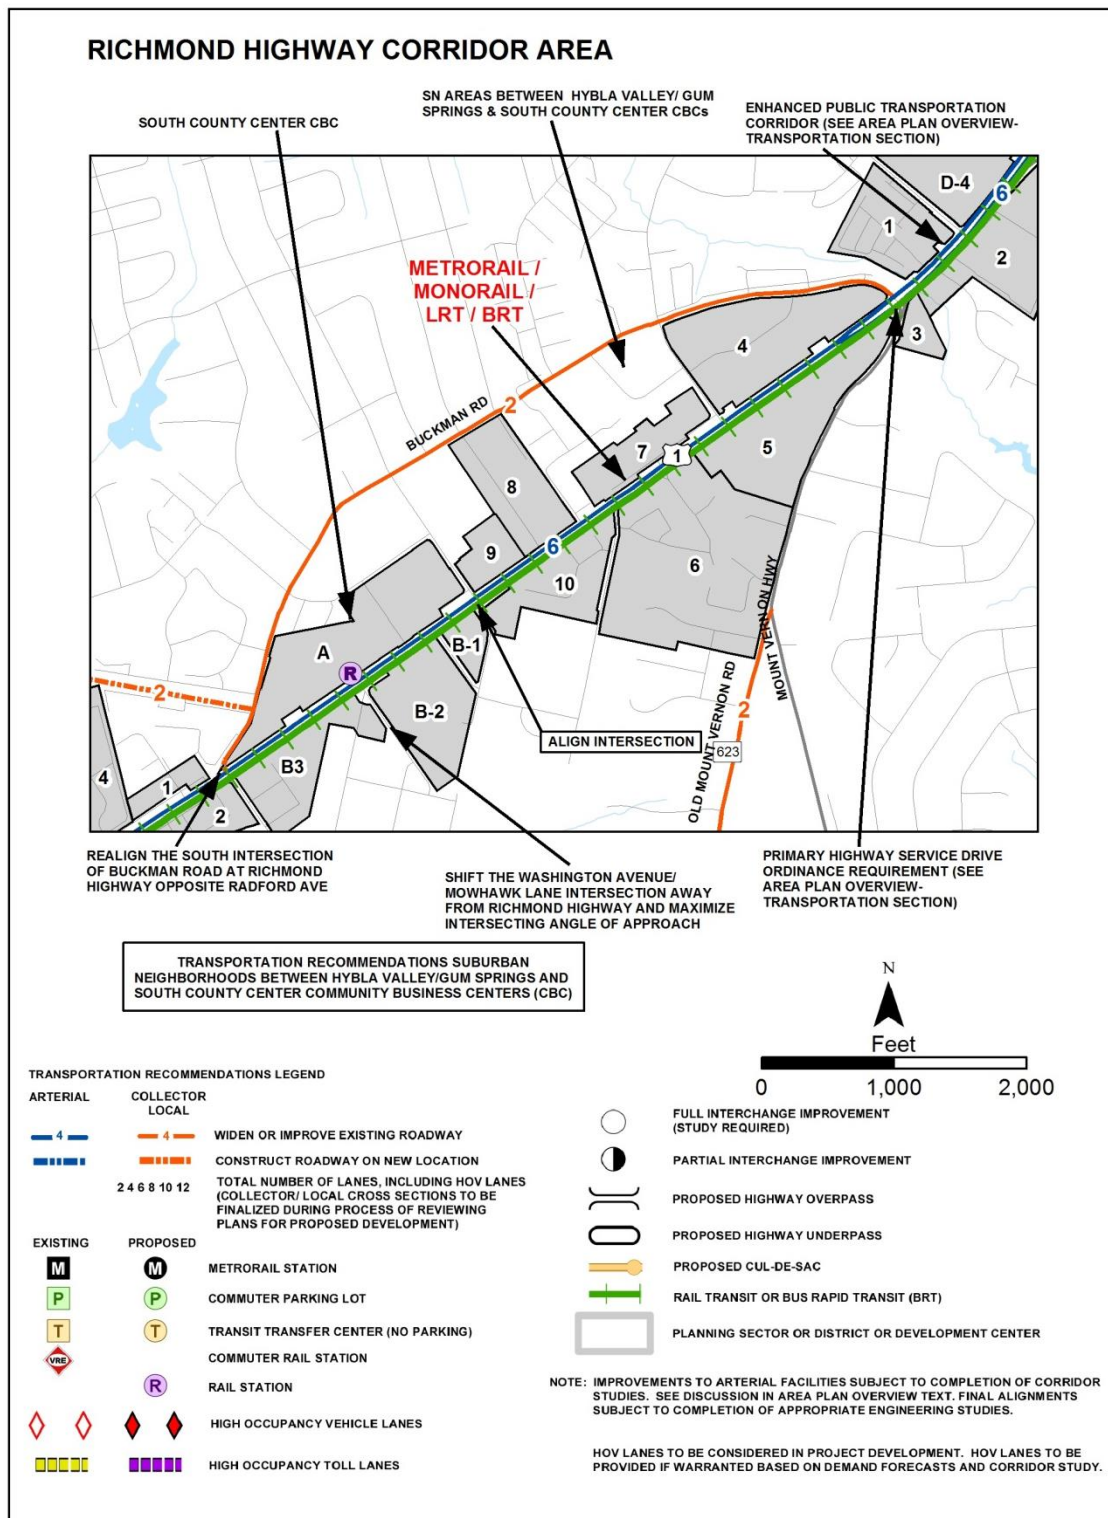 RICHMOND HIGHWAY CORRIDOR AREA
SN AREAS BETWEEN HYBLA VALLEY/ GUM
SPRINGS & SOUTH COUNTY CENTER CBCs
SOUTH COUNTY CENTER CBC
ENHANCED PUBLIC TRANSPORTATION
CORRIDOR (SEE AREA PLAN OVERVIEW-
TRANSPORTATION SECTION)
D-4
6
1
2
METRORAIL /
MONORAIL /
LRT / BRT
3
4
BUCKMAN RD
2
7
1
5
8
9
6
10
6
A
B-1
R
B-2
2
MOUNT VERNON HWY
OLD MOUNT VERNON RD
2
623
ALIGN INTERSECTION
B3
4
1
2
REALIGN THE SOUTH INTERSECTION
OF BUCKMAN ROAD AT RICHMOND
HIGHWAY OPPOSITE RADFORD AVE
SHIFT THE WASHINGTON AVENUE/
MOWHAWK LANE INTERSECTION AWAY
FROM RICHMOND HIGHWAY AND MAXIMIZE
INTERSECTING ANGLE OF APPROACH
PRIMARY HIGHWAY SERVICE DRIVE
ORDINANCE REQUIREMENT (SEE
AREA PLAN OVERVIEW-
TRANSPORTATION SECTION)
TRANSPORTATION RECOMMENDATIONS SUBURBAN
NEIGHBORHOODS BETWEEN HYBLA VALLEY/GUM SPRINGS AND
SOUTH COUNTY CENTER COMMUNITY BUSINESS CENTERS (CBC)
N
Feet
0 1,000 2,000
TRANSPORTATION RECOMMENDATIONS LEGEND
ARTERIAL COLLECTOR
LOCAL
4 4 WIDEN OR IMPROVE EXISTING ROADWAY
CONSTRUCT ROADWAY ON NEW LOCATION
2 4 6 8 10 12 TOTAL NUMBER OF LANES, INCLUDING HOV LANES
(COLLECTOR/ LOCAL CROSS SECTIONS TO BE
FINALIZED DURING PROCESS OF REVIEWING
PLANS FOR PROPOSED DEVELOPMENT)
EXISTING PROPOSED
M M METRORAIL STATION
P P COMMUTER PARKING LOT
T T TRANSIT TRANSFER CENTER (NO PARKING)
VRE COMMUTER RAIL STATION
R RAIL STATION
HIGH OCCUPANCY VEHICLE LANES
HIGH OCCUPANCY TOLL LANES
FULL INTERCHANGE IMPROVEMENT
(STUDY REQUIRED)
PARTIAL INTERCHANGE IMPROVEMENT
PROPOSED HIGHWAY OVERPASS
PROPOSED HIGHWAY UNDERPASS
PROPOSED CUL-DE-SAC
RAIL TRANSIT OR BUS RAPID TRANSIT (BRT)
PLANNING SECTOR OR DISTRICT OR DEVELOPMENT CENTER
NOTE: IMPROVEMENTS TO ARTERIAL FACILITIES SUBJECT TO COMPLETION OF CORRIDOR
STUDIES. SEE DISCUSSION IN AREA PLAN OVERVIEW TEXT. FINAL ALIGNMENTS
SUBJECT TO COMPLETION OF APPROPRIATE ENGINEERING STUDIES.
HOV LANES TO BE CONSIDERED IN PROJECT DEVELOPMENT. HOV LANES TO BE
PROVIDED IF WARRANTED BASED ON DEMAND FORECASTS AND CORRIDOR STUDY.